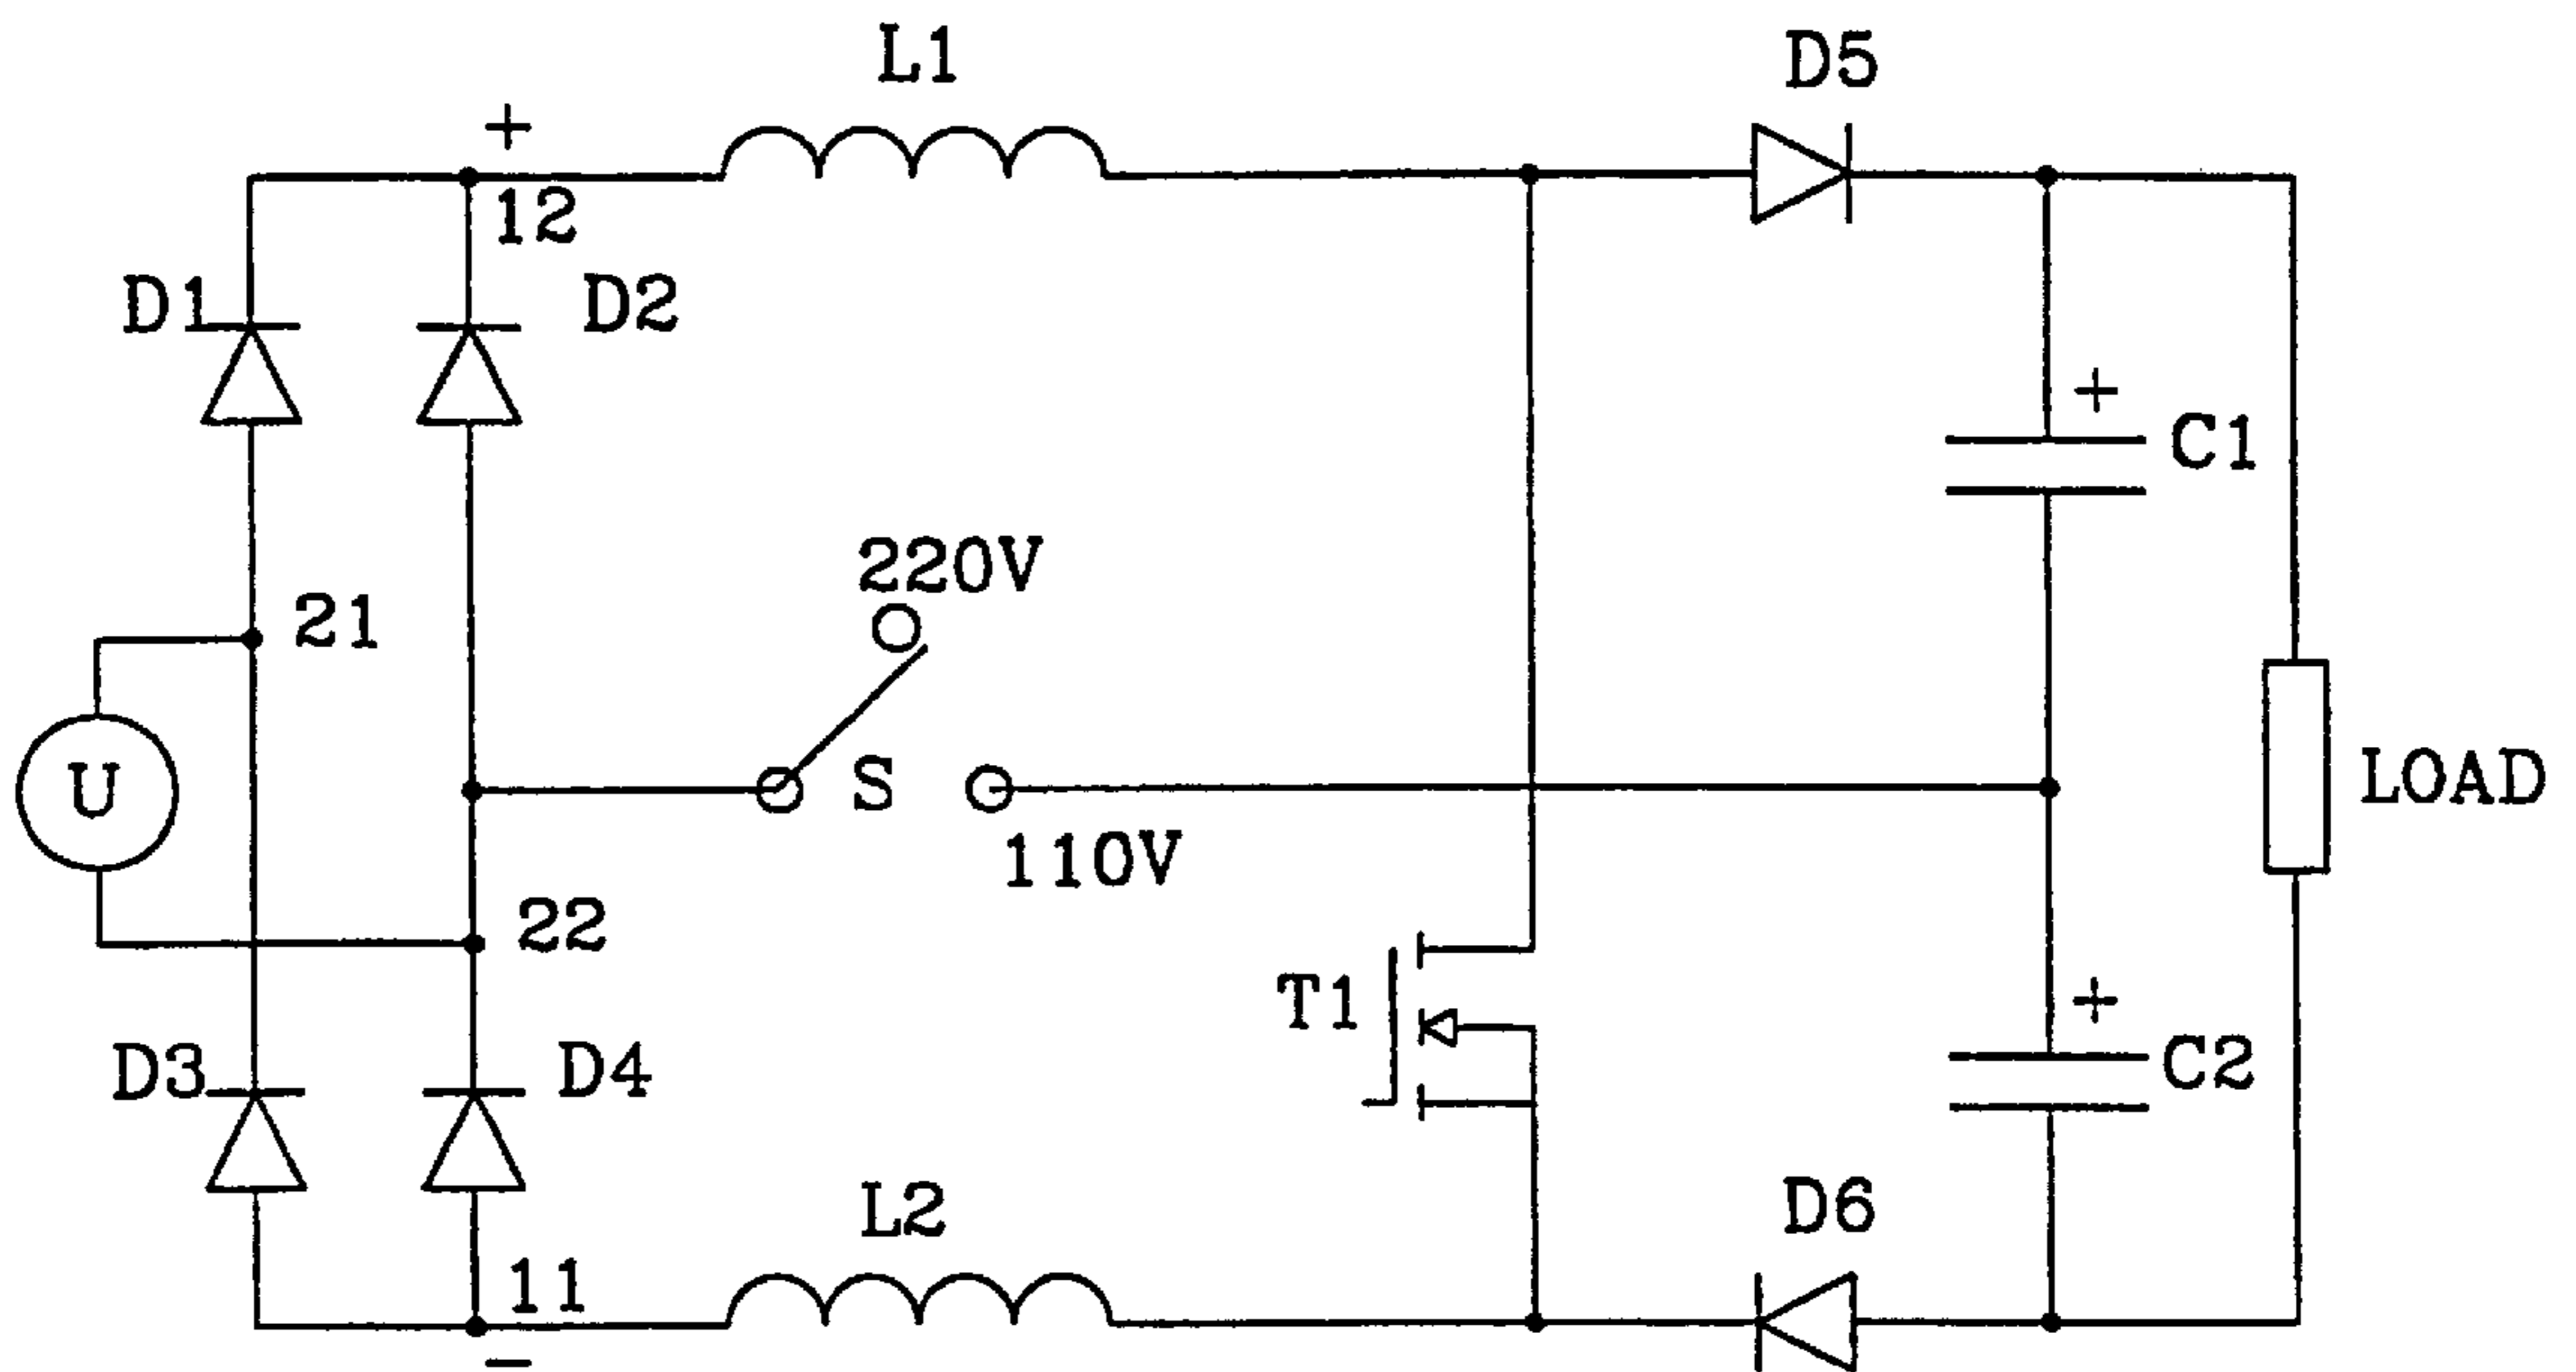 L1
D5
+
12
D1
D2
+
C1
220V
21
U
S
LOAD
110V
22
T1
+
D3
D4
C2
L2
D6
11
−